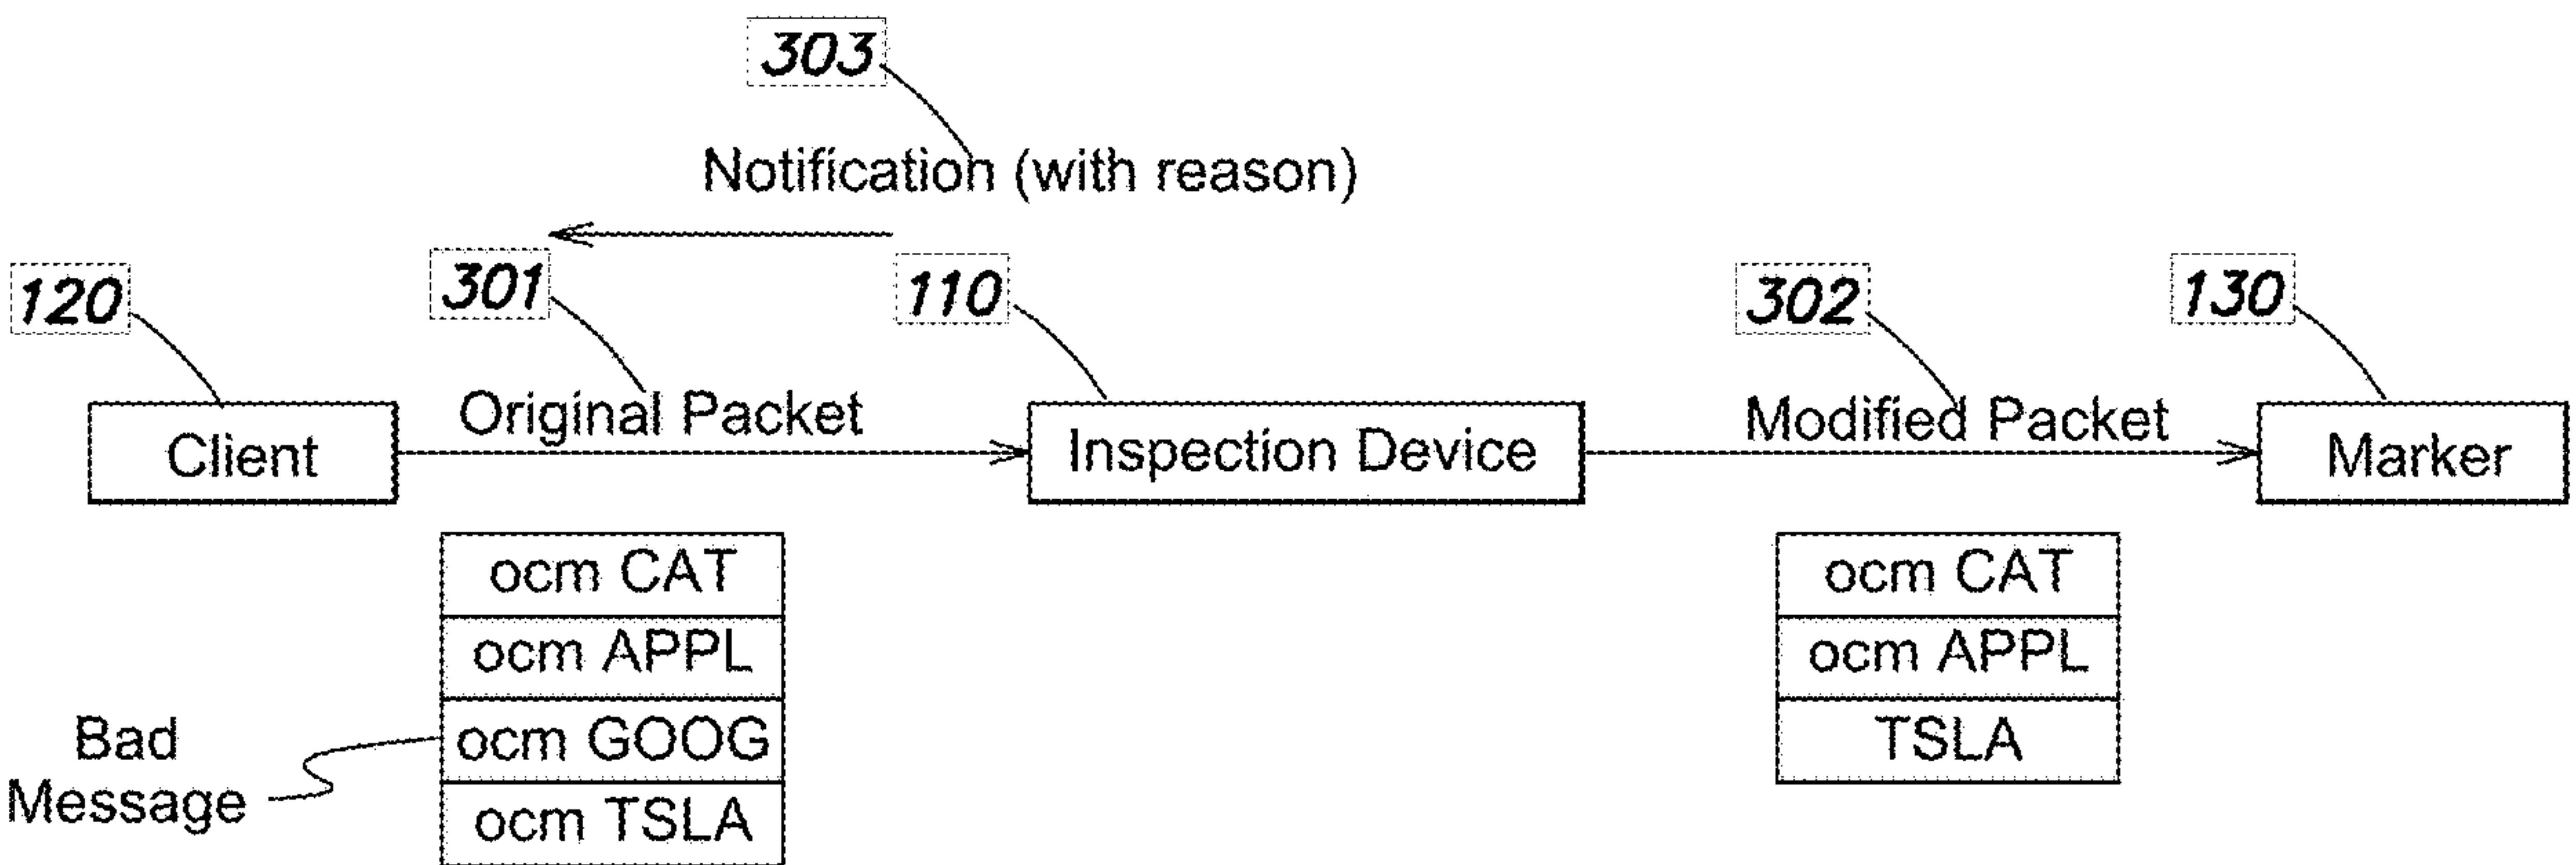 303
Notification (with reason)
120
301
110
302
130
Client
Original Packet
Inspection Device
Modified Packet
Marker
ocm CAT
ocm APPL
ocm GOOG
ocm TSLA
Bad
Message
ocm CAT
ocm APPL
TSLA